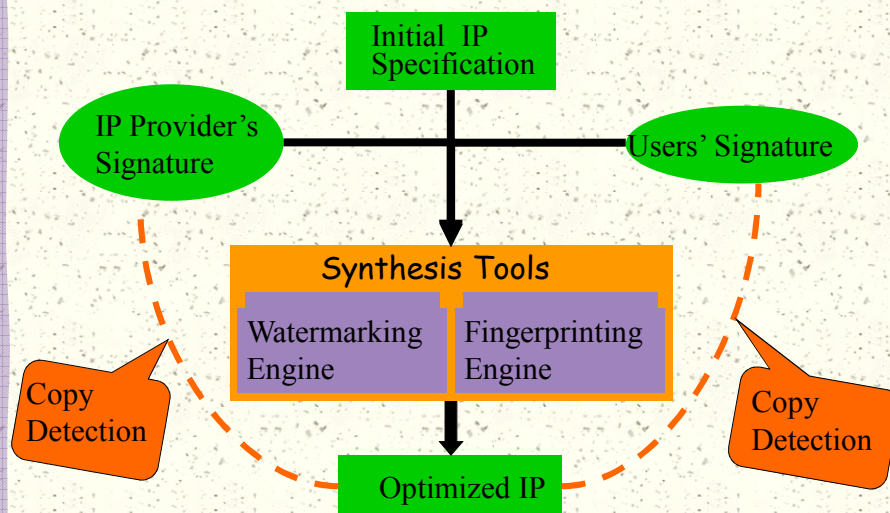 Initial IP
Specification
IP Provider's
Signature
Users' Signature
Synthesis Tools
Watermarking
Engine
Fingerprinting
Engine
Copy
Detection
Copy
Detection
Optimized IP